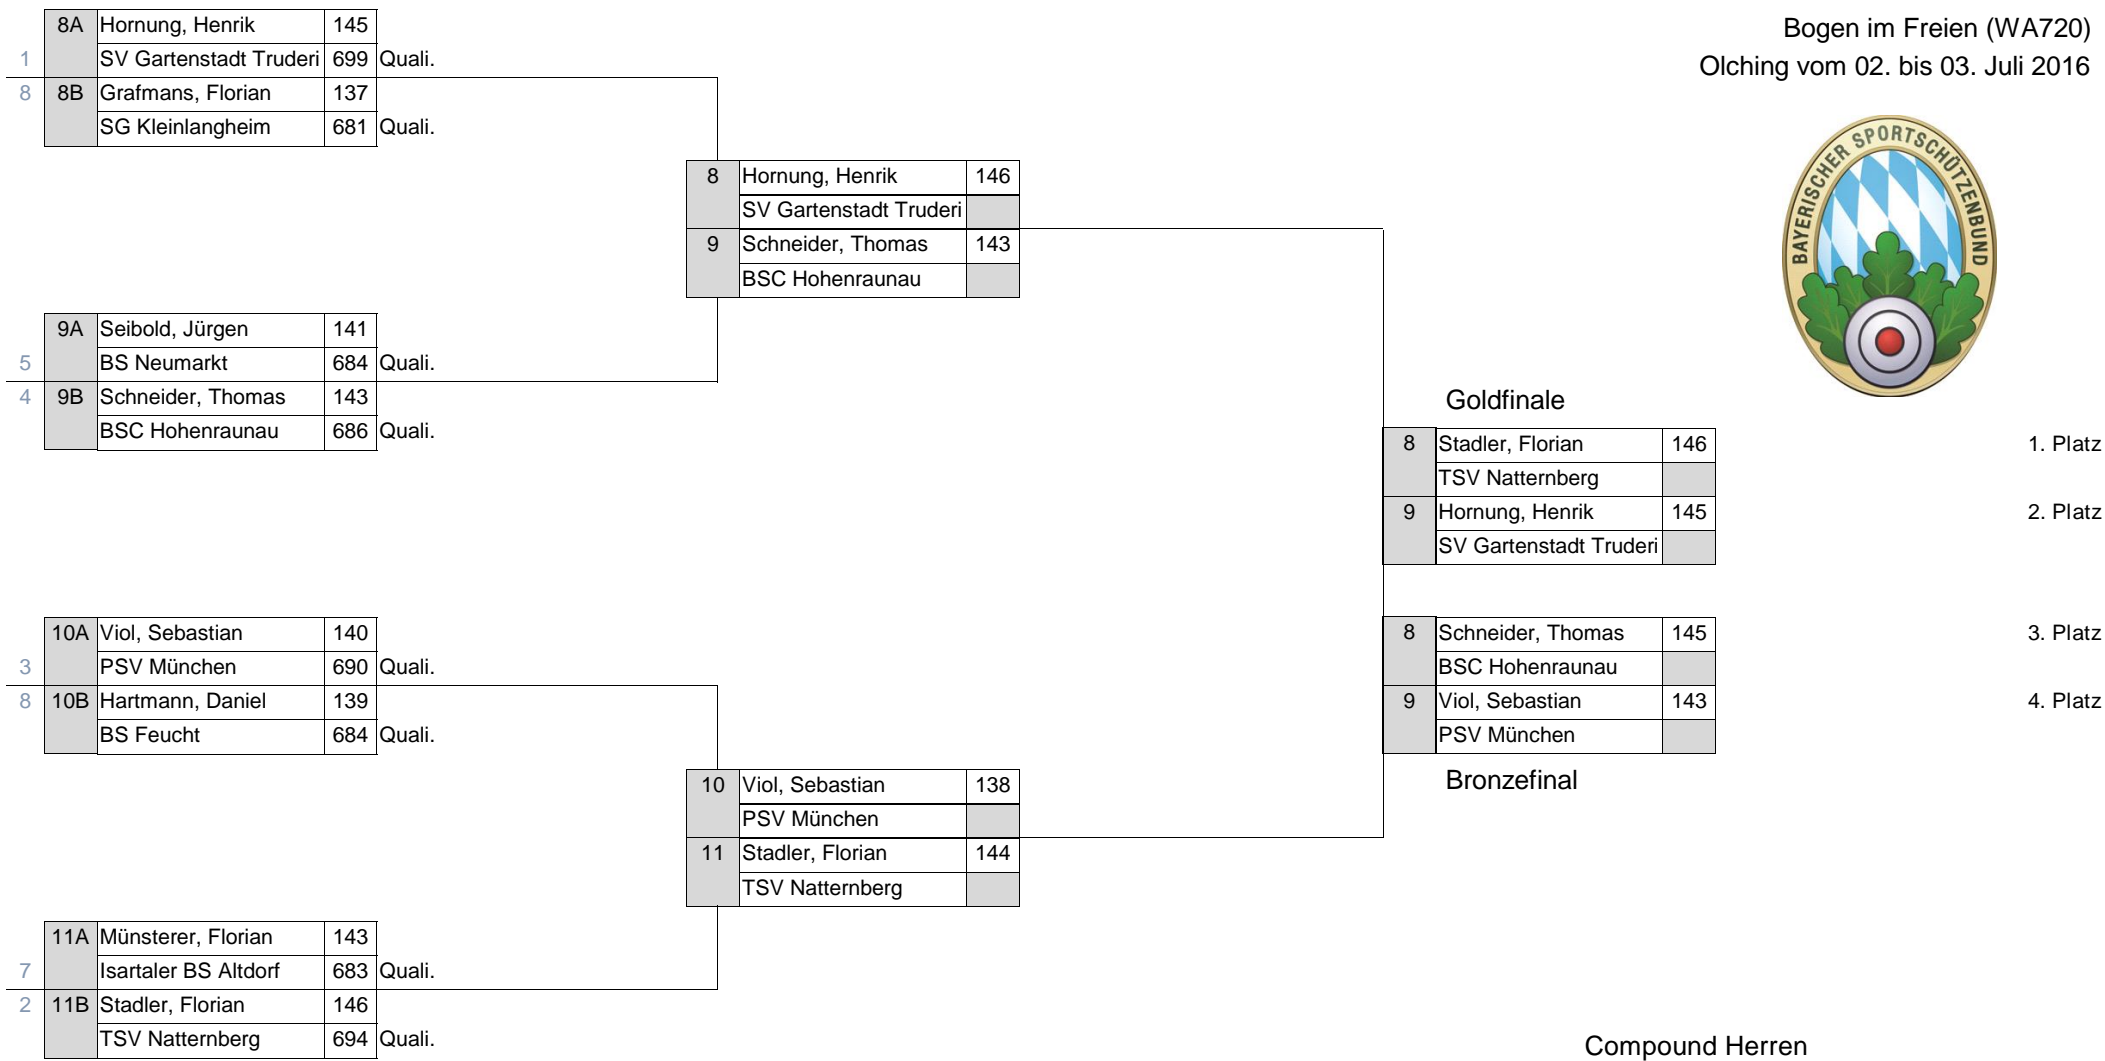 Bogen im Freien (WA720)
Olching vom 02. bis 03. Juli 2016
BAYERISCHER SPORTSCHÜTZENBUND
8A Hornung, Henrik 145
1 SV Gartenstadt Truderi 699 Quali.
8 8B Grafmans, Florian 137
SG Kleinlangheim 681 Quali.
8 Hornung, Henrik 146
SV Gartenstadt Truderi
9 Schneider, Thomas 143
BSC Hohenraunau
9A Seibold, Jürgen 141
5 BS Neumarkt 684 Quali.
4 9B Schneider, Thomas 143
BSC Hohenraunau 686 Quali.
Goldfinale
8 Stadler, Florian 146 1. Platz
TSV Natternberg
9 Hornung, Henrik 145 2. Platz
SV Gartenstadt Truderi
10A Viol, Sebastian 140
3 PSV München 690 Quali.
8 10B Hartmann, Daniel 139
BS Feucht 684 Quali.
8 Schneider, Thomas 145 3. Platz
BSC Hohenraunau
9 Viol, Sebastian 143 4. Platz
PSV München
Bronzefinal
10 Viol, Sebastian 138
PSV München
11 Stadler, Florian 144
TSV Natternberg
11A Münsterer, Florian 143
7 Isartaler BS Altdorf 683 Quali.
2 11B Stadler, Florian 146
TSV Natternberg 694 Quali.
Compound Herren